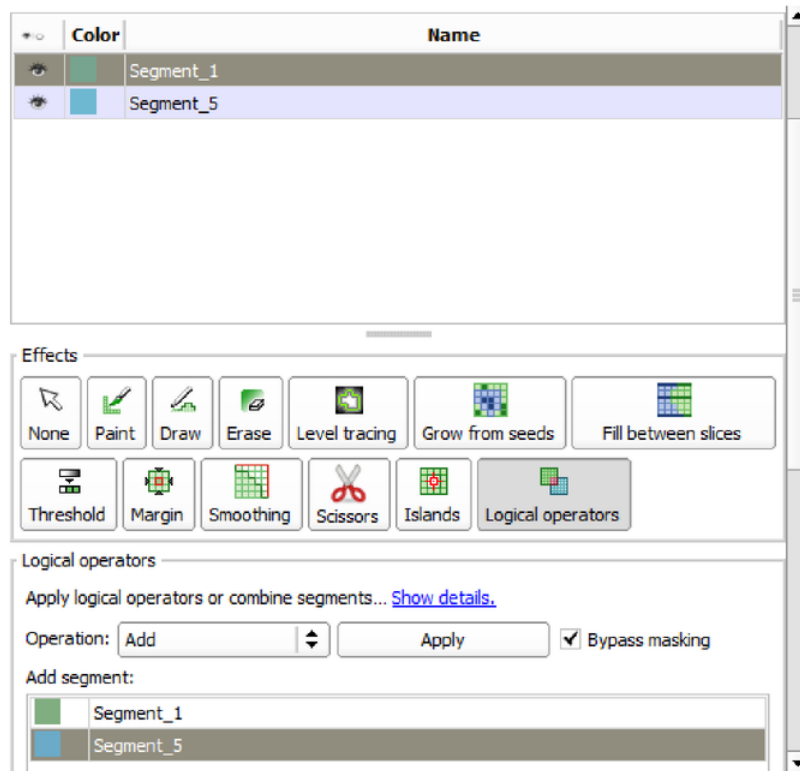 Color Name
Segment_1
Segment_5
Effects
None Paint Draw Erase Level tracing Grow from seeds Fill between slices
Threshold Margin Smoothing Scissors Islands Logical operators
Logical operators
Apply logical operators or combine segments... Show details.
Operation: Add Apply Bypass masking
Add segment:
Segment_1
Segment_5